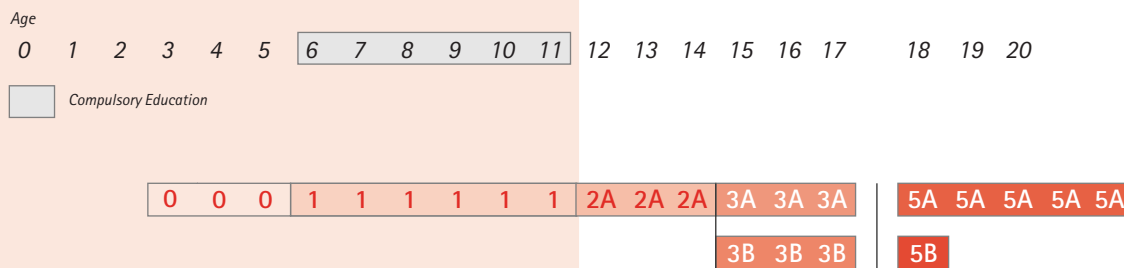 Age
0 1 2 3 4 5 6 7 8 9 10 11 12 13 14 15 16 17 18 19 20
Compulsory Education
0 0 0 1 1 1 1 1 1 2A 2A 2A 3A 3A 3A 5A 5A 5A 5A 5A
3B 3B 3B 5B